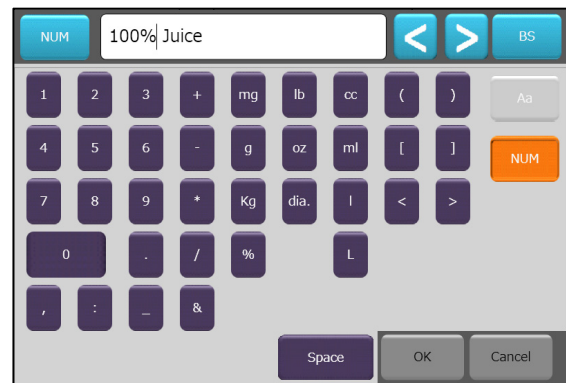 NUM 100% Juice < > BS
1 2 3 + mg lb cc ( ) Aa
4 5 6 - g oz ml [ ] NUM
7 8 9 * Kg dia. l < >
0 . / % L
, : _ &
Space OK Cancel